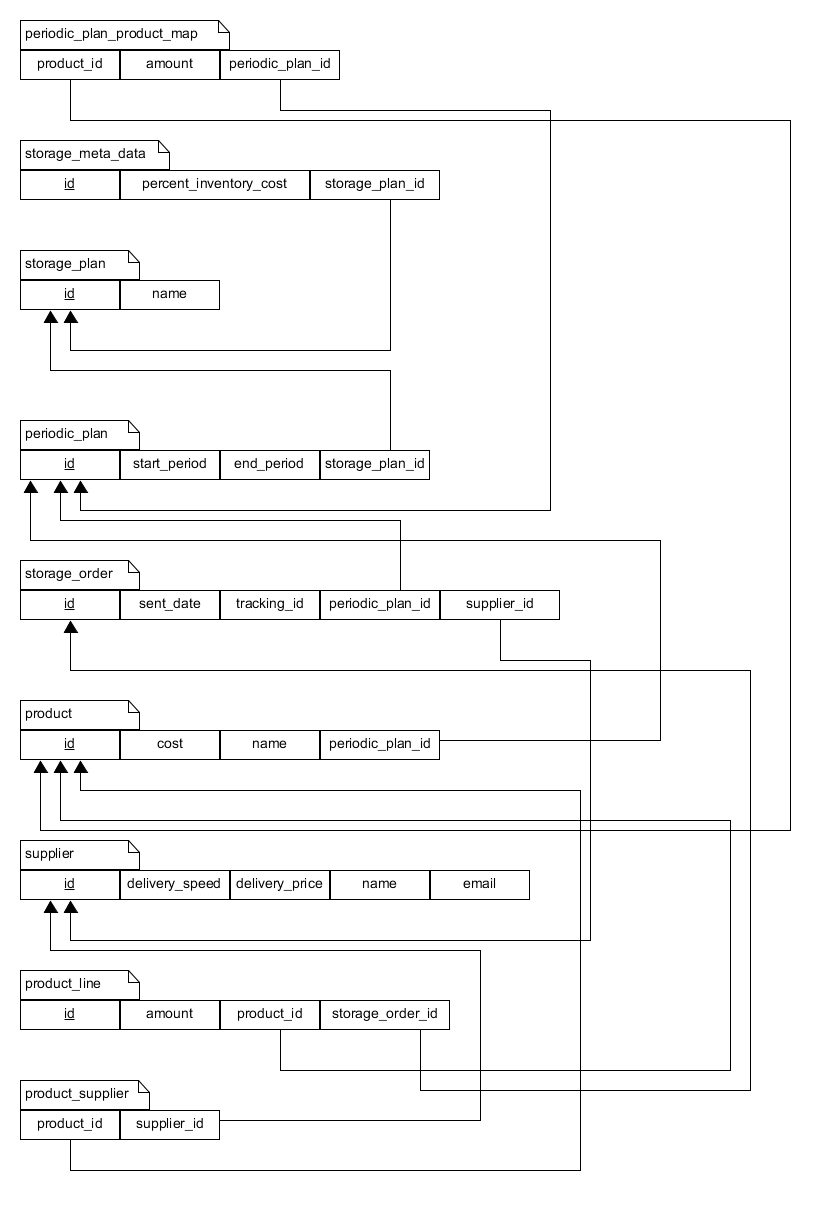 periodic_plan_product_map
product_id amount periodic_plan_id
storage_meta_data
id percent_inventory_cost storage_plan_id
storage_plan
id name
periodic_plan
id start_period end_period storage_plan_id
storage_order
id sent_date tracking_id periodic_plan_id supplier_id
product
id cost name periodic_plan_id
supplier
id delivery_speed delivery_price name email
product_line
id amount product_id storage_order_id
product_supplier
product_id supplier_id